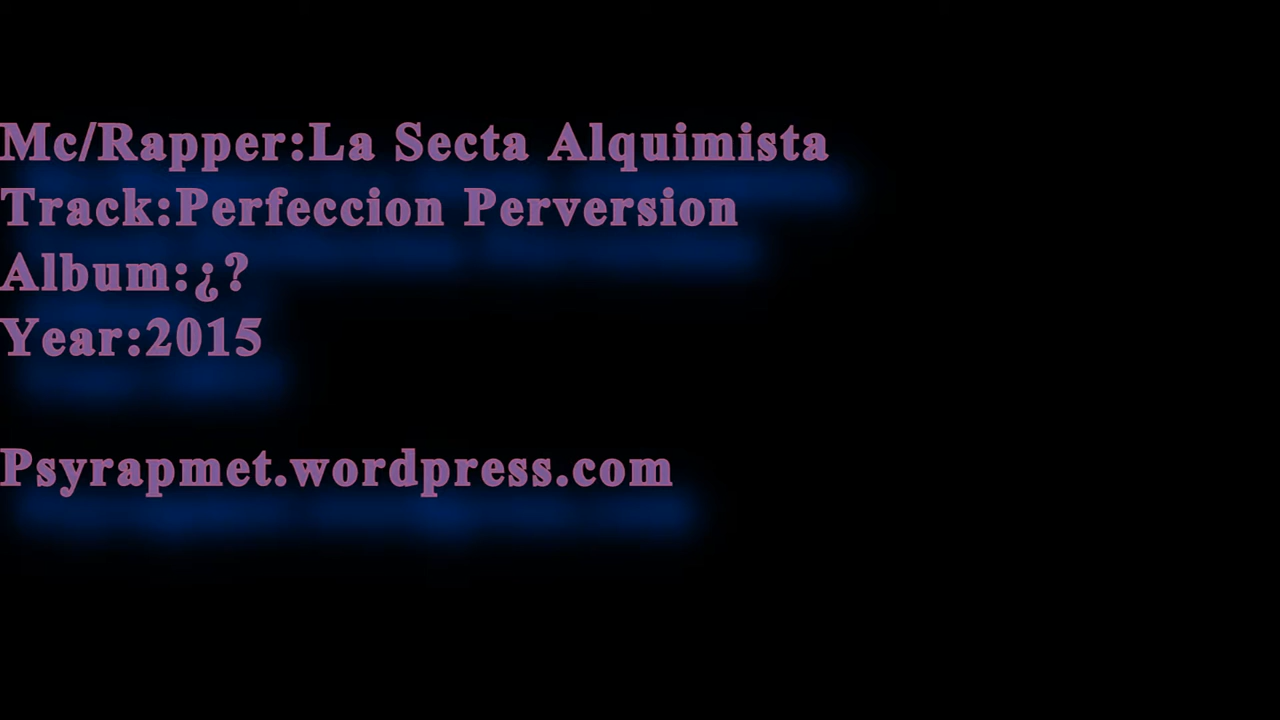 Mc/Rapper:La Secta Alquimista
Track:Perfeccion Perversion
Album:¿?
Year:2015
Psyrapmet.wordpress.com